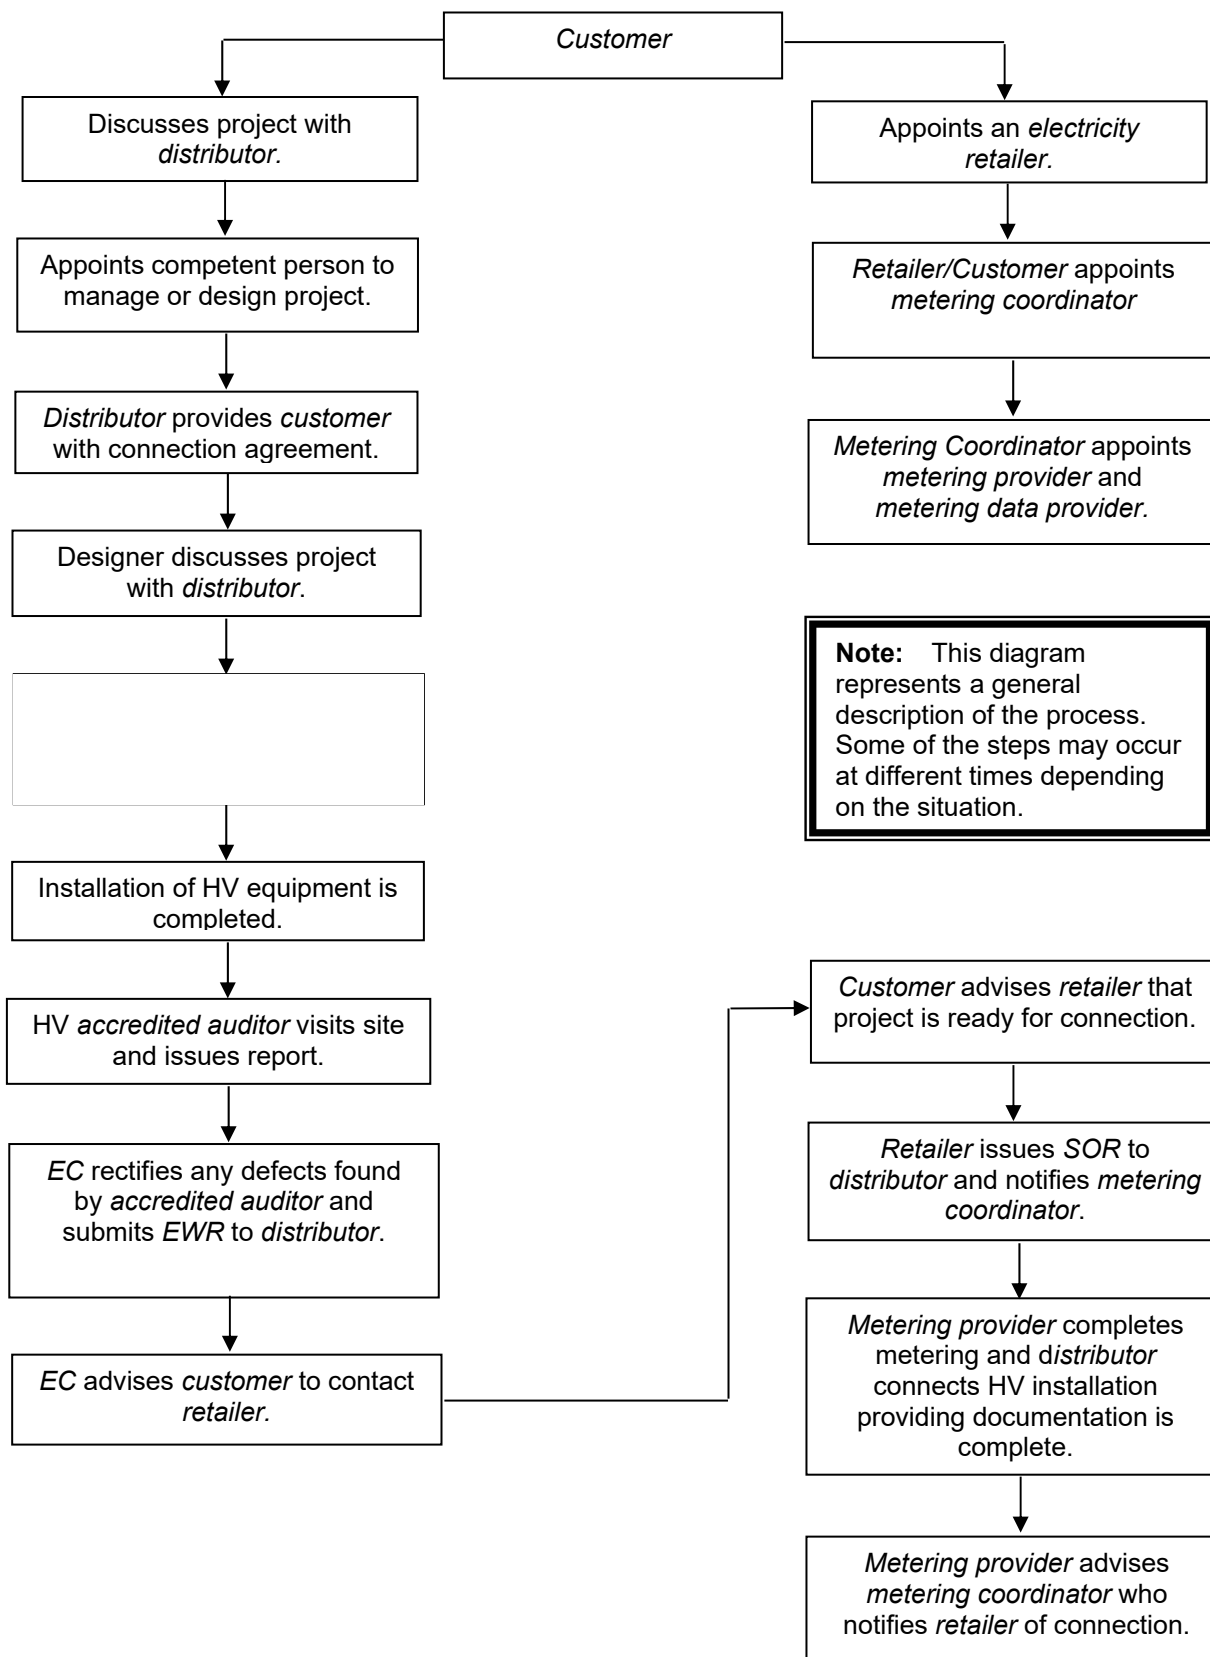 Customer
Discusses project with
distributor.
Appoints competent person to
manage or design project.
Distributor provides customer
with connection agreement.
Designer discusses project
with distributor.
Installation of HV equipment is
completed.
HV accredited auditor visits site
and issues report.
EC rectifies any defects found
by accredited auditor and
submits EWR to distributor.
EC advises customer to contact
retailer.
Appoints an electricity
retailer.
Retailer/Customer appoints
metering coordinator
Metering Coordinator appoints
metering provider and
metering data provider.
Note: This diagram
represents a general
description of the process.
Some of the steps may occur
at different times depending
on the situation.
Customer advises retailer that
project is ready for connection.
Retailer issues SOR to
distributor and notifies metering
coordinator.
Metering provider completes
metering and distributor
connects HV installation
providing documentation is
complete.
Metering provider advises
metering coordinator who
notifies retailer of connection.